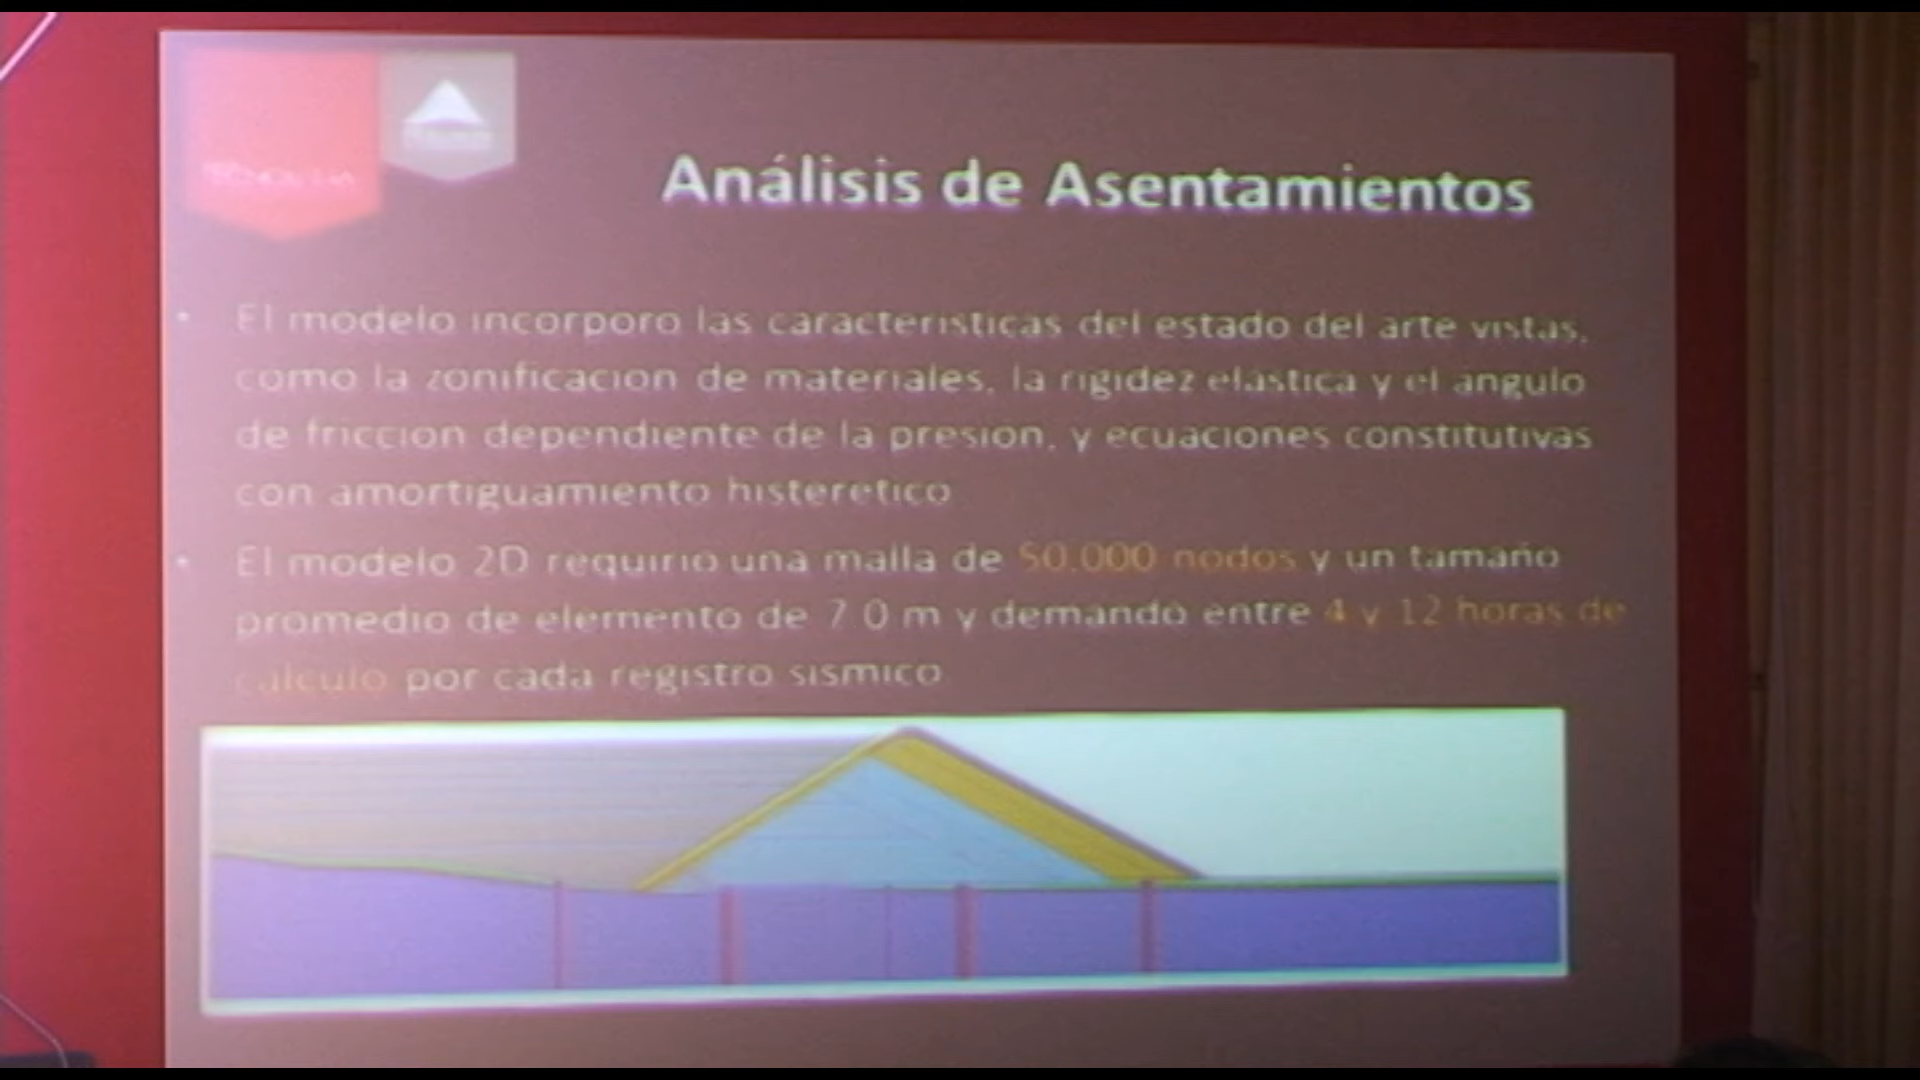 Análisis de Asentamientos
El modelo incorporo las caracteristicas del estado del arte vistas,
como la zonificacion de materiales, la rigidez elastica y el angulo
de friccion dependiente de la presion, y ecuaciones constitutivas
con amortiguamiento histeretico
El modelo 2D requirio una malla de 50.000 nodos y un tamaño
promedio de elemento de 7.0 m y demandó entre 4 y 12 horas de
calculo por cada registro sismico